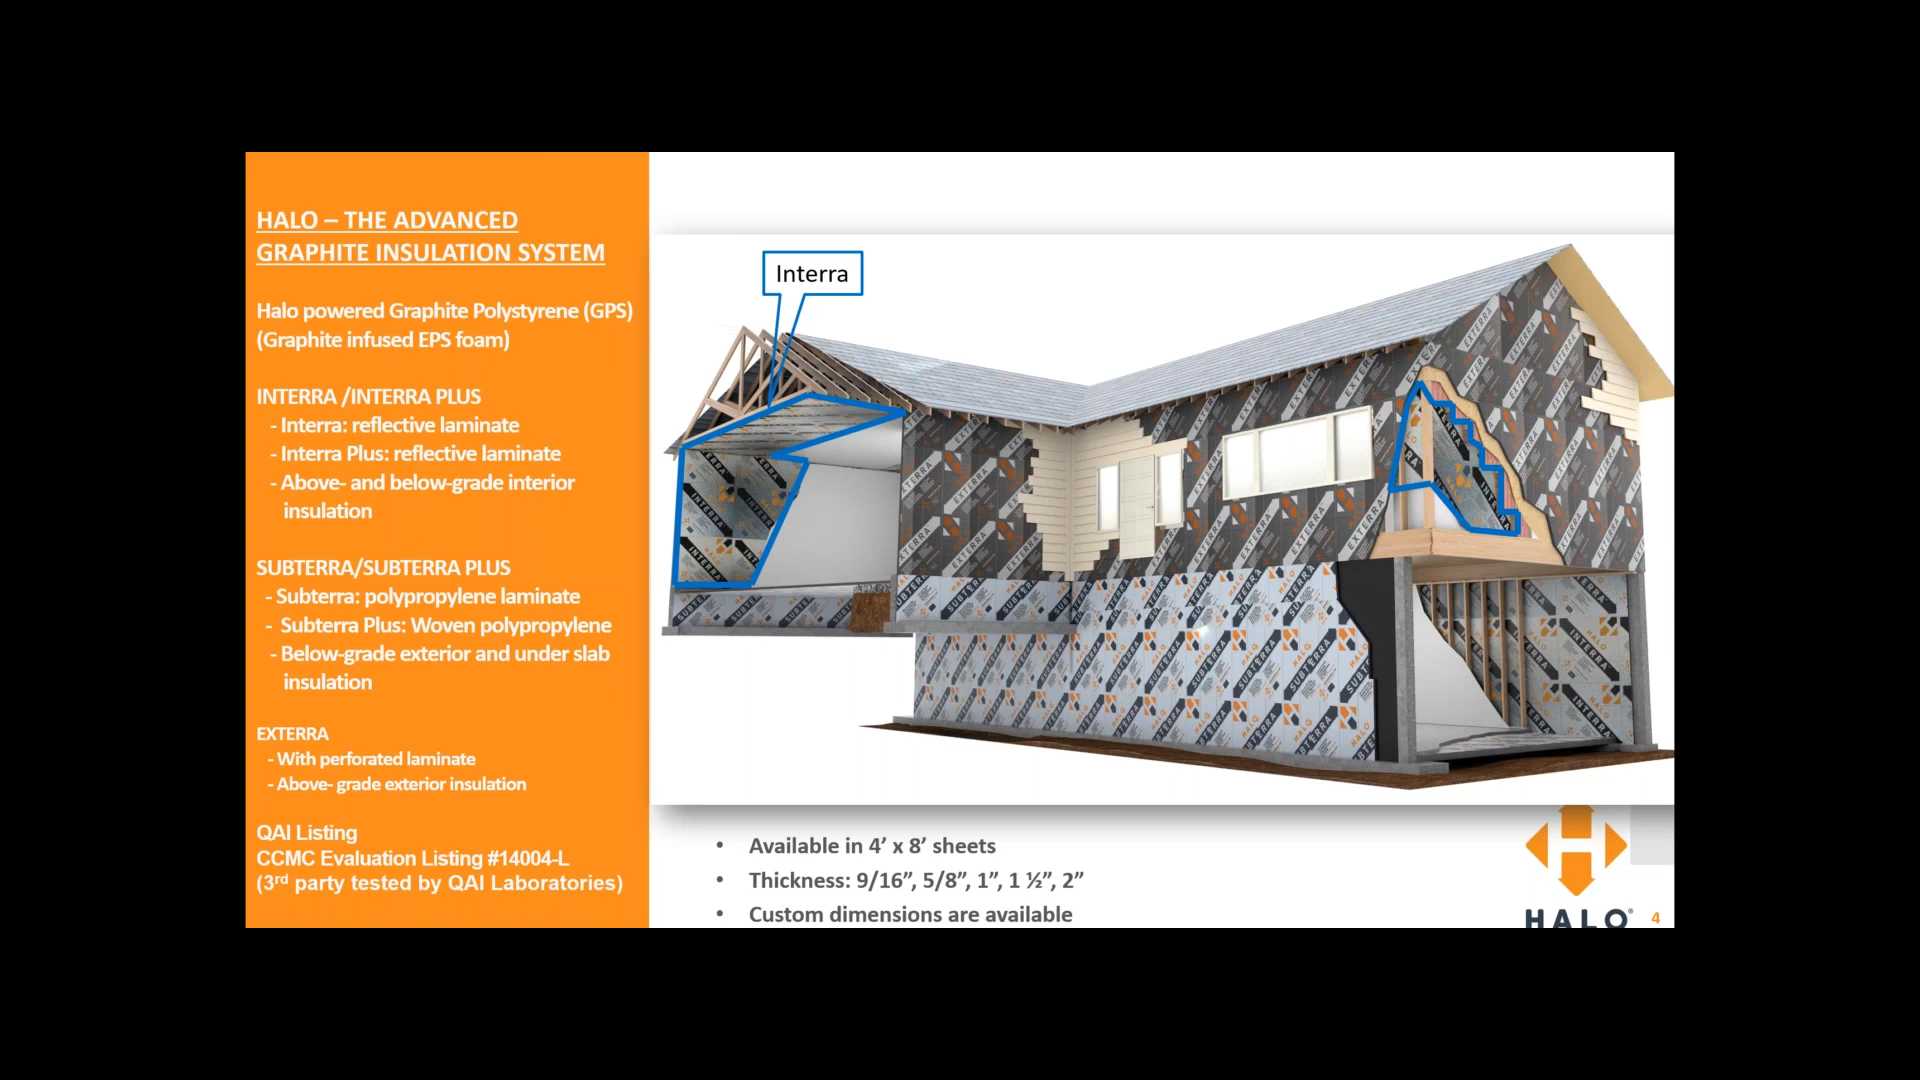 HALO – THE ADVANCED
GRAPHITE INSULATION SYSTEM
Halo powered Graphite Polystyrene (GPS)
(Graphite infused EPS foam)
INTERRA /INTERRA PLUS
- Interra: reflective laminate
- Interra Plus: reflective laminate
- Above- and below-grade interior
insulation
SUBTERRA/SUBTERRA PLUS
- Subterra: polypropylene laminate
- Subterra Plus: Woven polypropylene
- Below-grade exterior and under slab
insulation
EXTERRA
- With perforated laminate
- Above- grade exterior insulation
QAI Listing
CCMC Evaluation Listing #14004-L
(3rd party tested by QAI Laboratories)
Interra
• Available in 4’ x 8’ sheets
• Thickness: 9/16”, 5/8”, 1”, 1 ½”, 2”
• Custom dimensions are available
HALO®
4